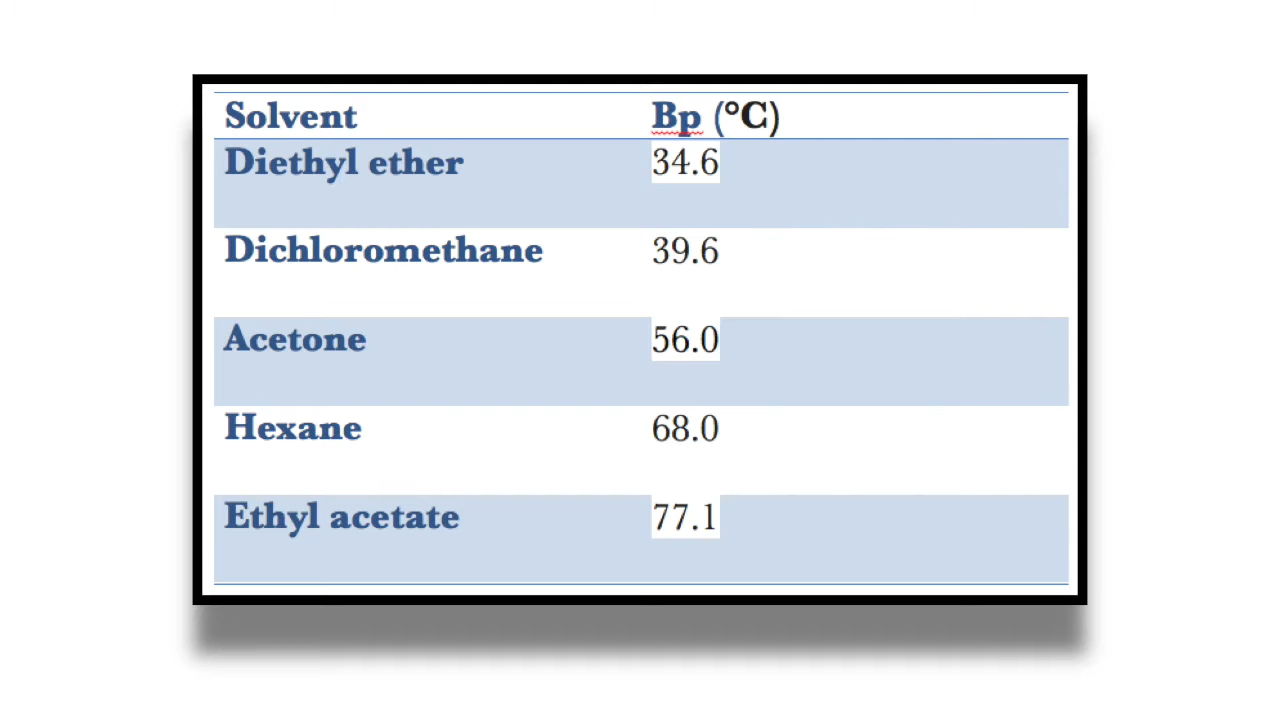 Solvent Bp (°C)
Diethyl ether 34.6
Dichloromethane 39.6
Acetone 56.0
Hexane 68.0
Ethyl acetate 77.1